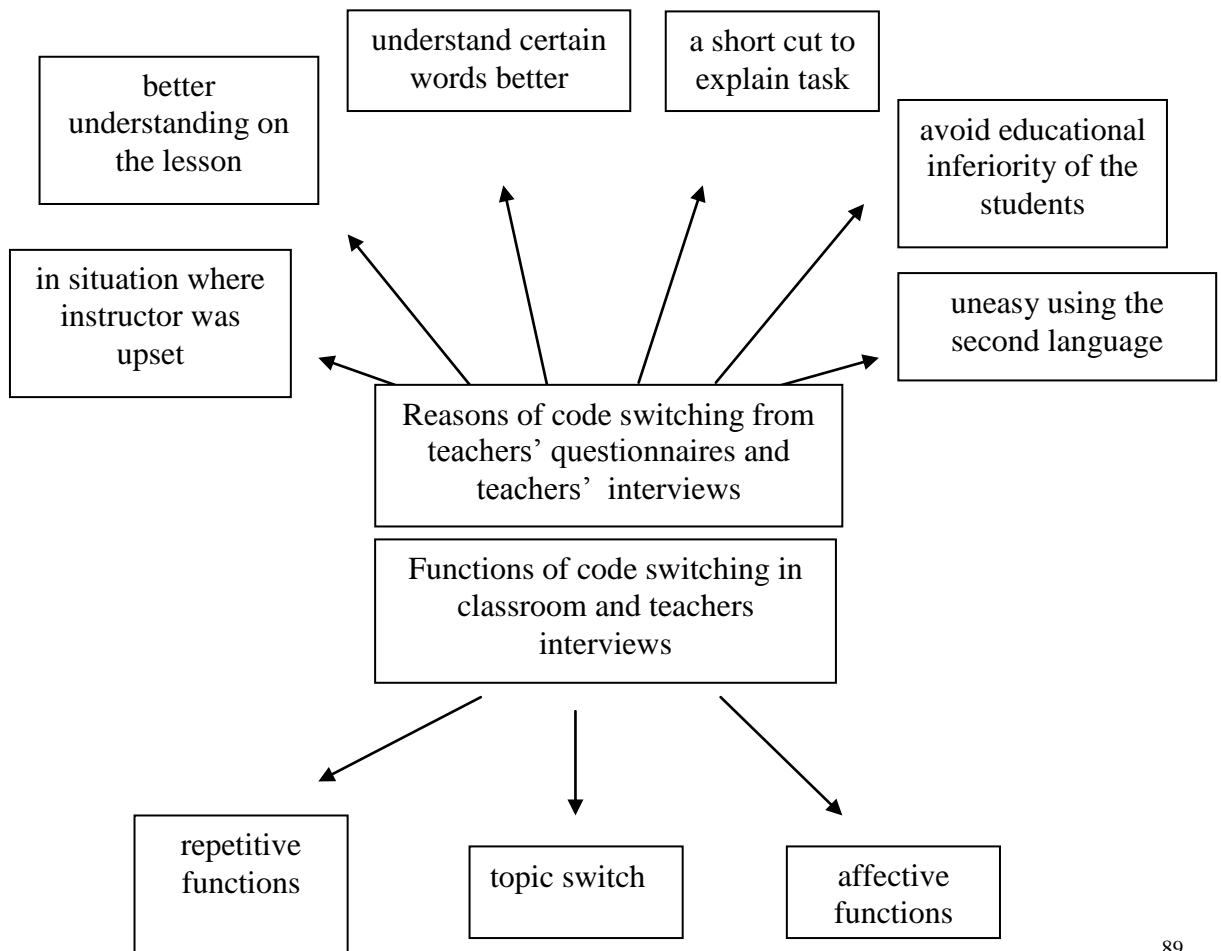 understand certain
words better
a short cut to
explain task
better
understanding on
the lesson
avoid educational
inferiority of the
students
in situation where
instructor was
upset
uneasy using the
second language
Reasons of code switching from
teachers’ questionnaires and
teachers’ interviews
Functions of code switching in
classroom and teachers
interviews
repetitive
functions
topic switch
affective
functions
89